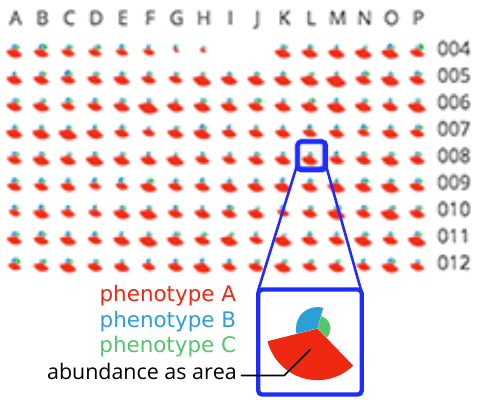 A B C D E F G H I J K L M N O P
004
005
006
007
008
009
010
011
012
phenotype A
phenotype B
phenotype C
abundance as area